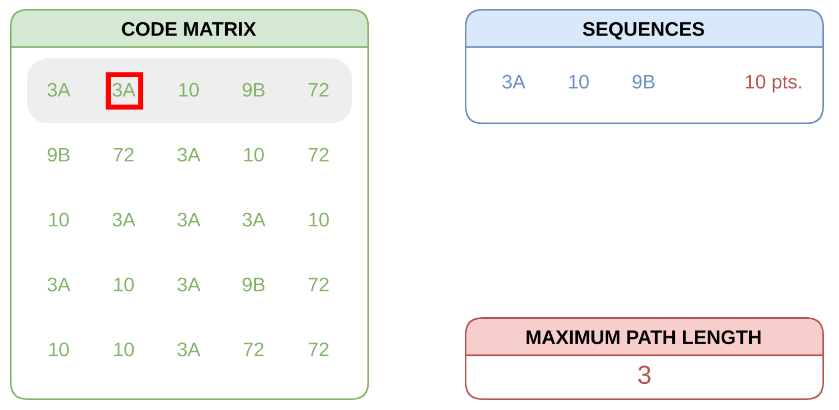 CODE MATRIX
3A 3A 10 9B 72
9B 72 3A 10 72
10 3A 3A 3A 10
3A 10 3A 9B 72
10 10 3A 72 72
SEQUENCES
3A 10 9B 10 pts.
MAXIMUM PATH LENGTH
3